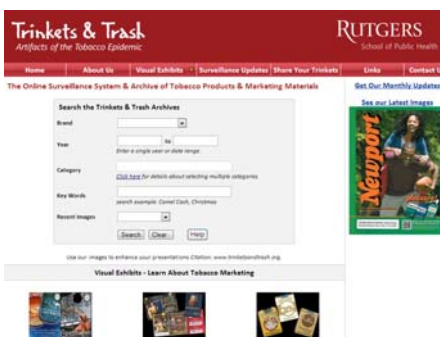 Trinkets & Trash
Artifacts of the Tobacco Epidemic
RUTGERS
School of Public Health
Home About Us Visual Exhibits Surveillance Updates Share Your Trinkets Links Contact U
The Online Surveillance System & Archive of Tobacco Products & Marketing Materials
Get Our Monthly Updates
See our Latest Images
Search the Trinkets & Trash Archives
Brand
Year to
Enter a single year or date range.
Category
Click here for details about selecting multiple categories.
Key Words
search example: Camel Cash, Christmas
Recent Images
Search Clear Help
Newport
Use our images to enhance your presentations Citation: www.trinketsandtrash.org.
Visual Exhibits - Learn About Tobacco Marketing